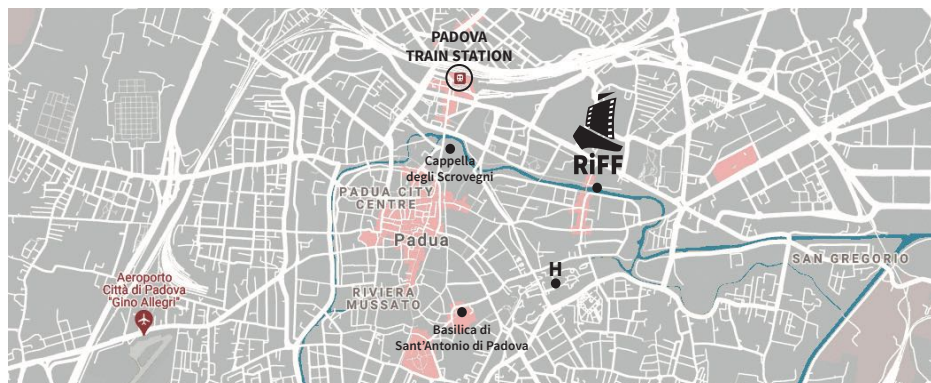 PADOVA
TRAIN STATION
RiFF
Cappella
degli Scrovegni
PADUA CITY
CENTRE
Padua
SAN GREGORIO
H
Aeroporto
Città di Padova
"Gino Allegri"
RIVIERA
MUSSATO
Basilica di
Sant'Antonio di Padova